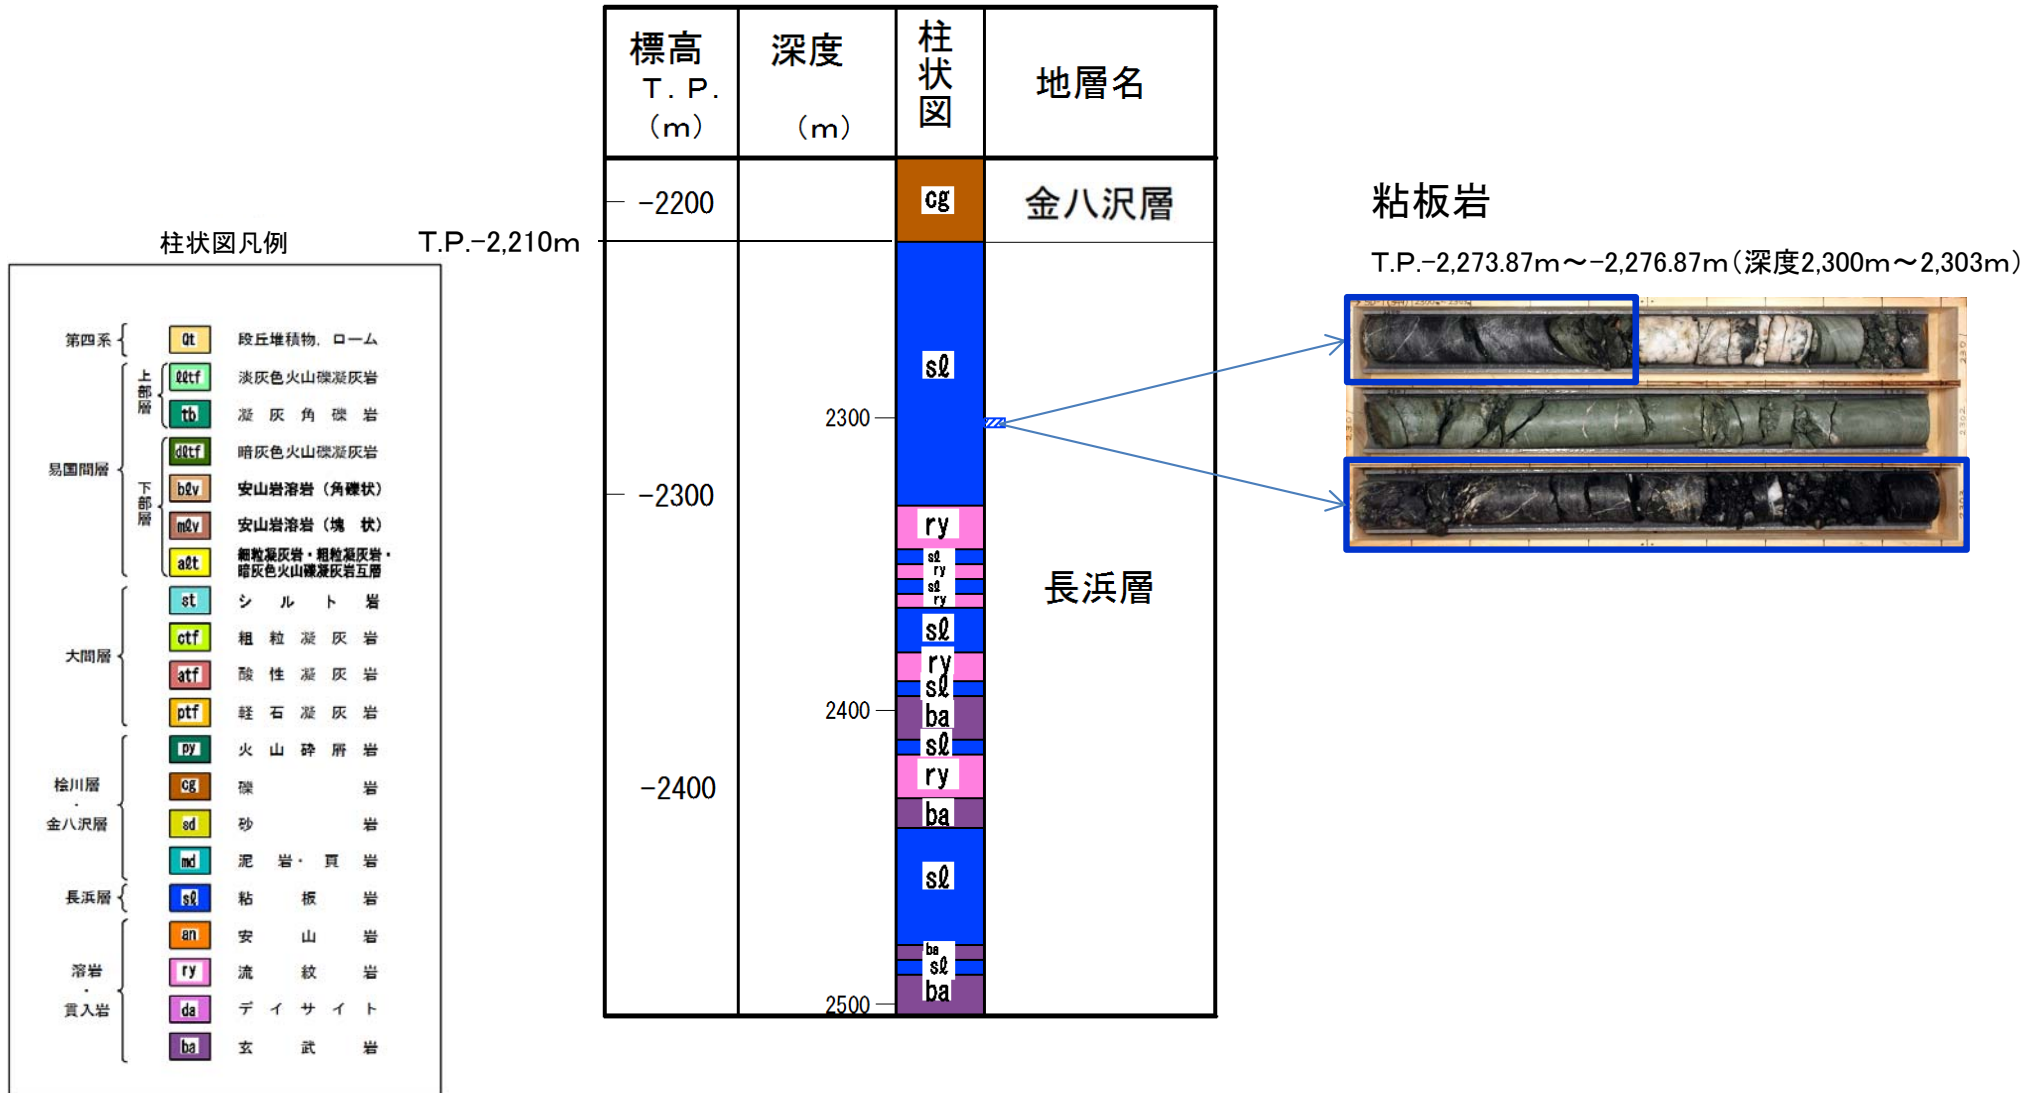 柱状図凡例
第四系
Qt 段丘堆積物，ローム
易国間層
上部層
ℓℓtf 淡灰色火山礫凝灰岩
tb 凝灰角礫岩
下部層
dℓtf 暗灰色火山礫凝灰岩
bℓv 安山岩溶岩（角礫状）
mℓv 安山岩溶岩（塊　状）
aℓt 細粒凝灰岩・粗粒凝灰岩・
暗灰色火山礫凝灰岩互層
大間層
st シルト岩
ctf 粗粒凝灰岩
atf 酸性凝灰岩
ptf 軽石凝灰岩
桧川層
・
金八沢層
py 火山砕屑岩
cg 礫岩
sd 砂岩
md 泥岩・頁岩
長浜層
sℓ 粘板岩
溶岩
・
貫入岩
an 安山岩
ry 流紋岩
da デイサイト
ba 玄武岩
T.P.-2,210m
標高
T.P.
（m）
深度
（m）
柱状図
地層名
-2200
-2300
-2400
2300
2400
2500
cg
sℓ
ry
sℓ
ry
sℓ
ry
sℓ
ry
sℓ
ba
sℓ
ry
ba
sℓ
ba
sℓ
ba
金八沢層
長浜層
粘板岩
T.P.-2,273.87m～-2,276.87m（深度2,300m～2,303m）